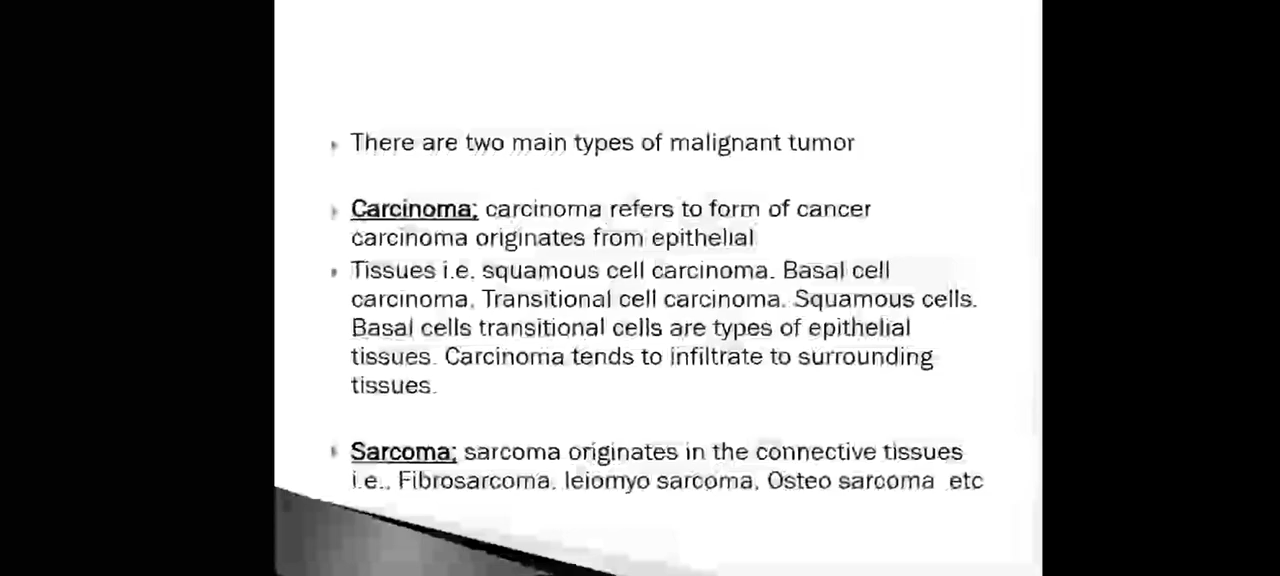 There are two main types of malignant tumor
Carcinoma; carcinoma refers to form of cancer
carcinoma originates from epithelial
Tissues i.e. squamous cell carcinoma. Basal cell
carcinoma. Transitional cell carcinoma. Squamous cells.
Basal cells transitional cells are types of epithelial
tissues. Carcinoma tends to infiltrate to surrounding
tissues.
Sarcoma; sarcoma originates in the connective tissues
i.e., Fibrosarcoma, leiomyo sarcoma, Osteo sarcoma etc